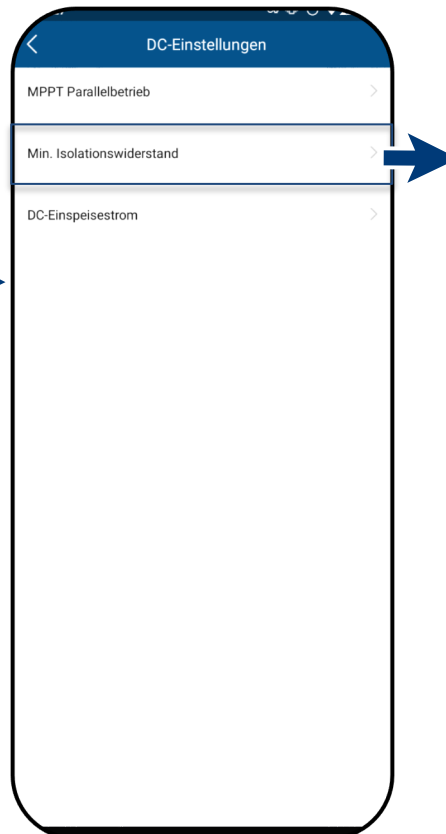 DC-Einstellungen
MPPT Parallelbetrieb
Min. Isolationswiderstand
DC-Einspeisestrom